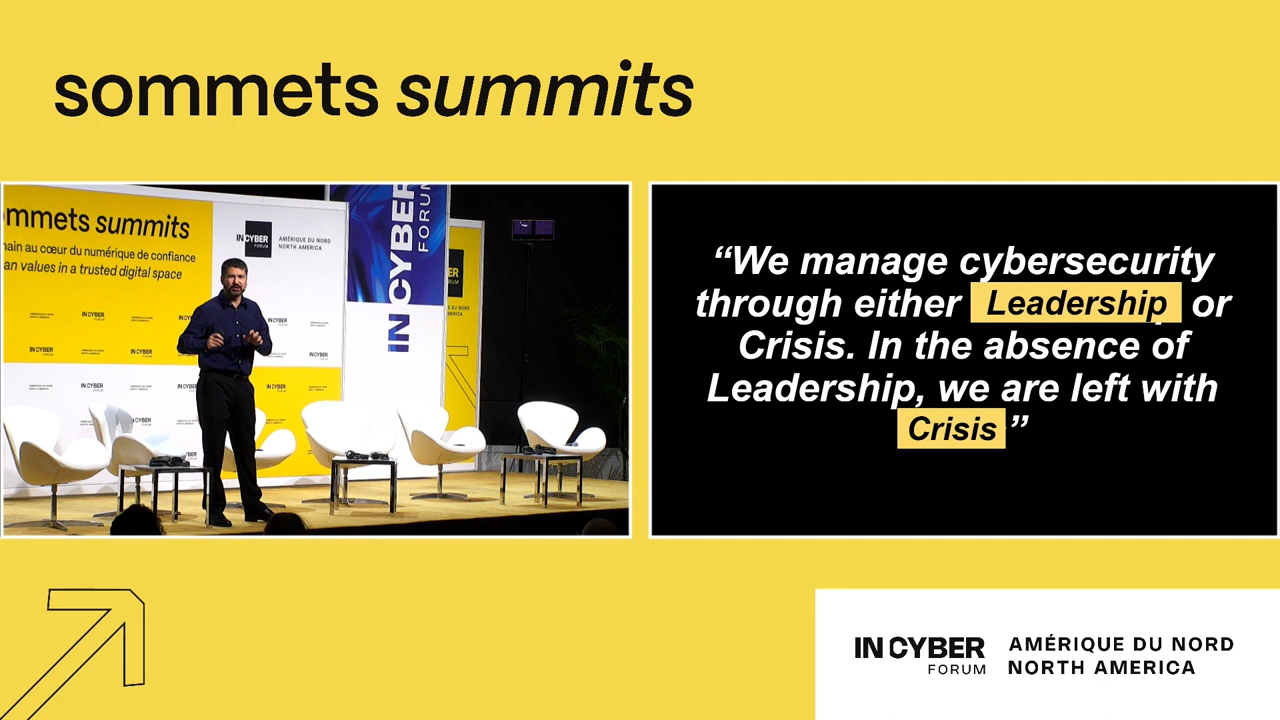 sommets summits
ommets summits
nain au cœur du numérique de confiance
an values in a trusted digital space
INCYBER
FORUM
AMÉRIQUE DU NORD
NORTH AMERICA
IN CYBER
FORUM
“We manage cybersecurity
through either Leadership or
Crisis. In the absence of
Leadership, we are left with
Crisis ”
IN CYBER
FORUM
AMÉRIQUE DU NORD
NORTH AMERICA